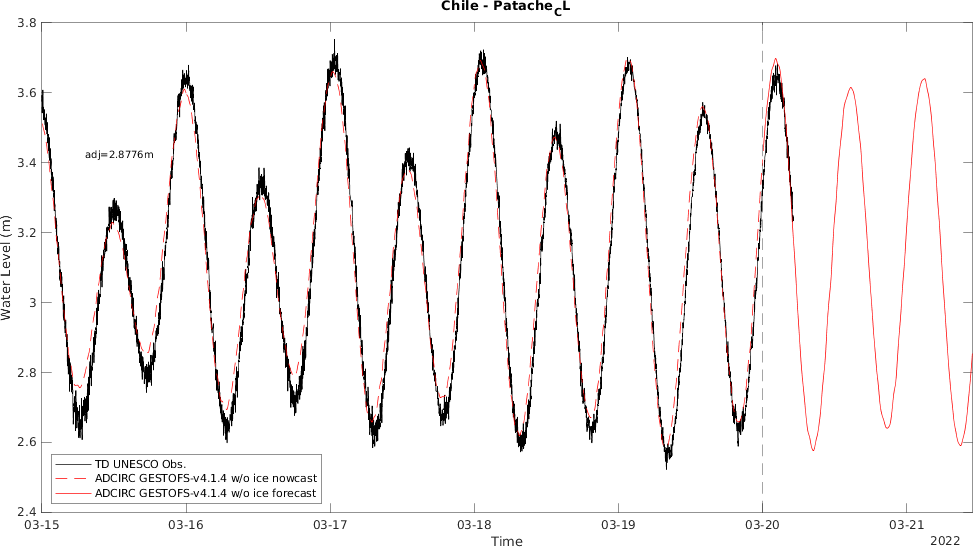 Chile - Patache_CL
3.8
3.6
3.4
3.2
3
2.8
2.6
2.4
Water Level (m)
adj=2.8776m
TD UNESCO Obs.
ADCIRC GESTOFS-v4.1.4 w/o ice nowcast
ADCIRC GESTOFS-v4.1.4 w/o ice forecast
03-15 03-16 03-17 03-18 03-19 03-20 03-21
Time
2022